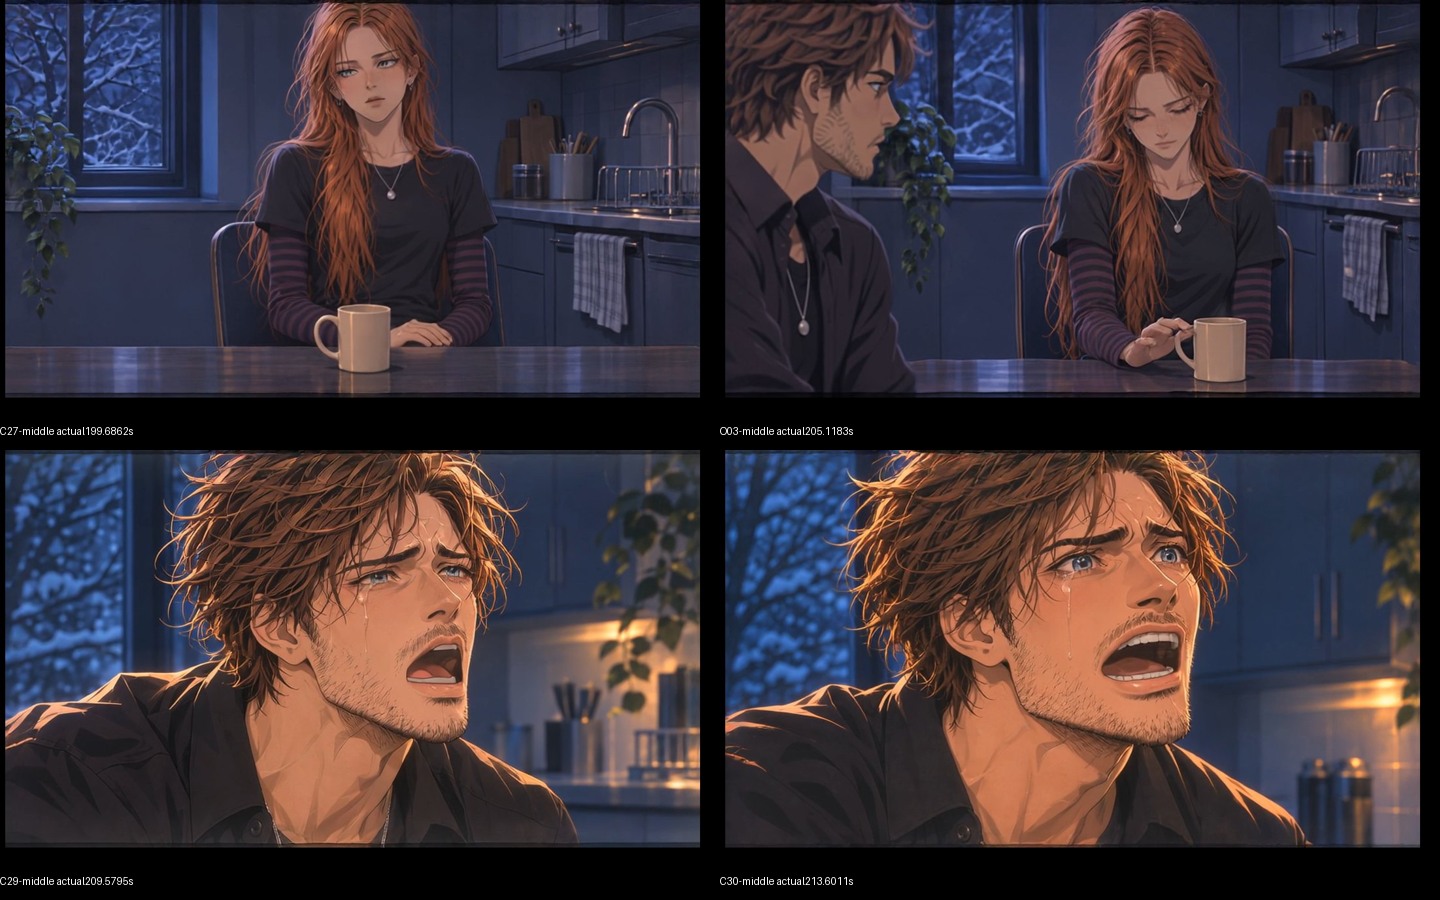 C27-middle actual199.6862s
O03-middle actual205.1183s
C29-middle actual209.5795s
C30-middle actual213.6011s